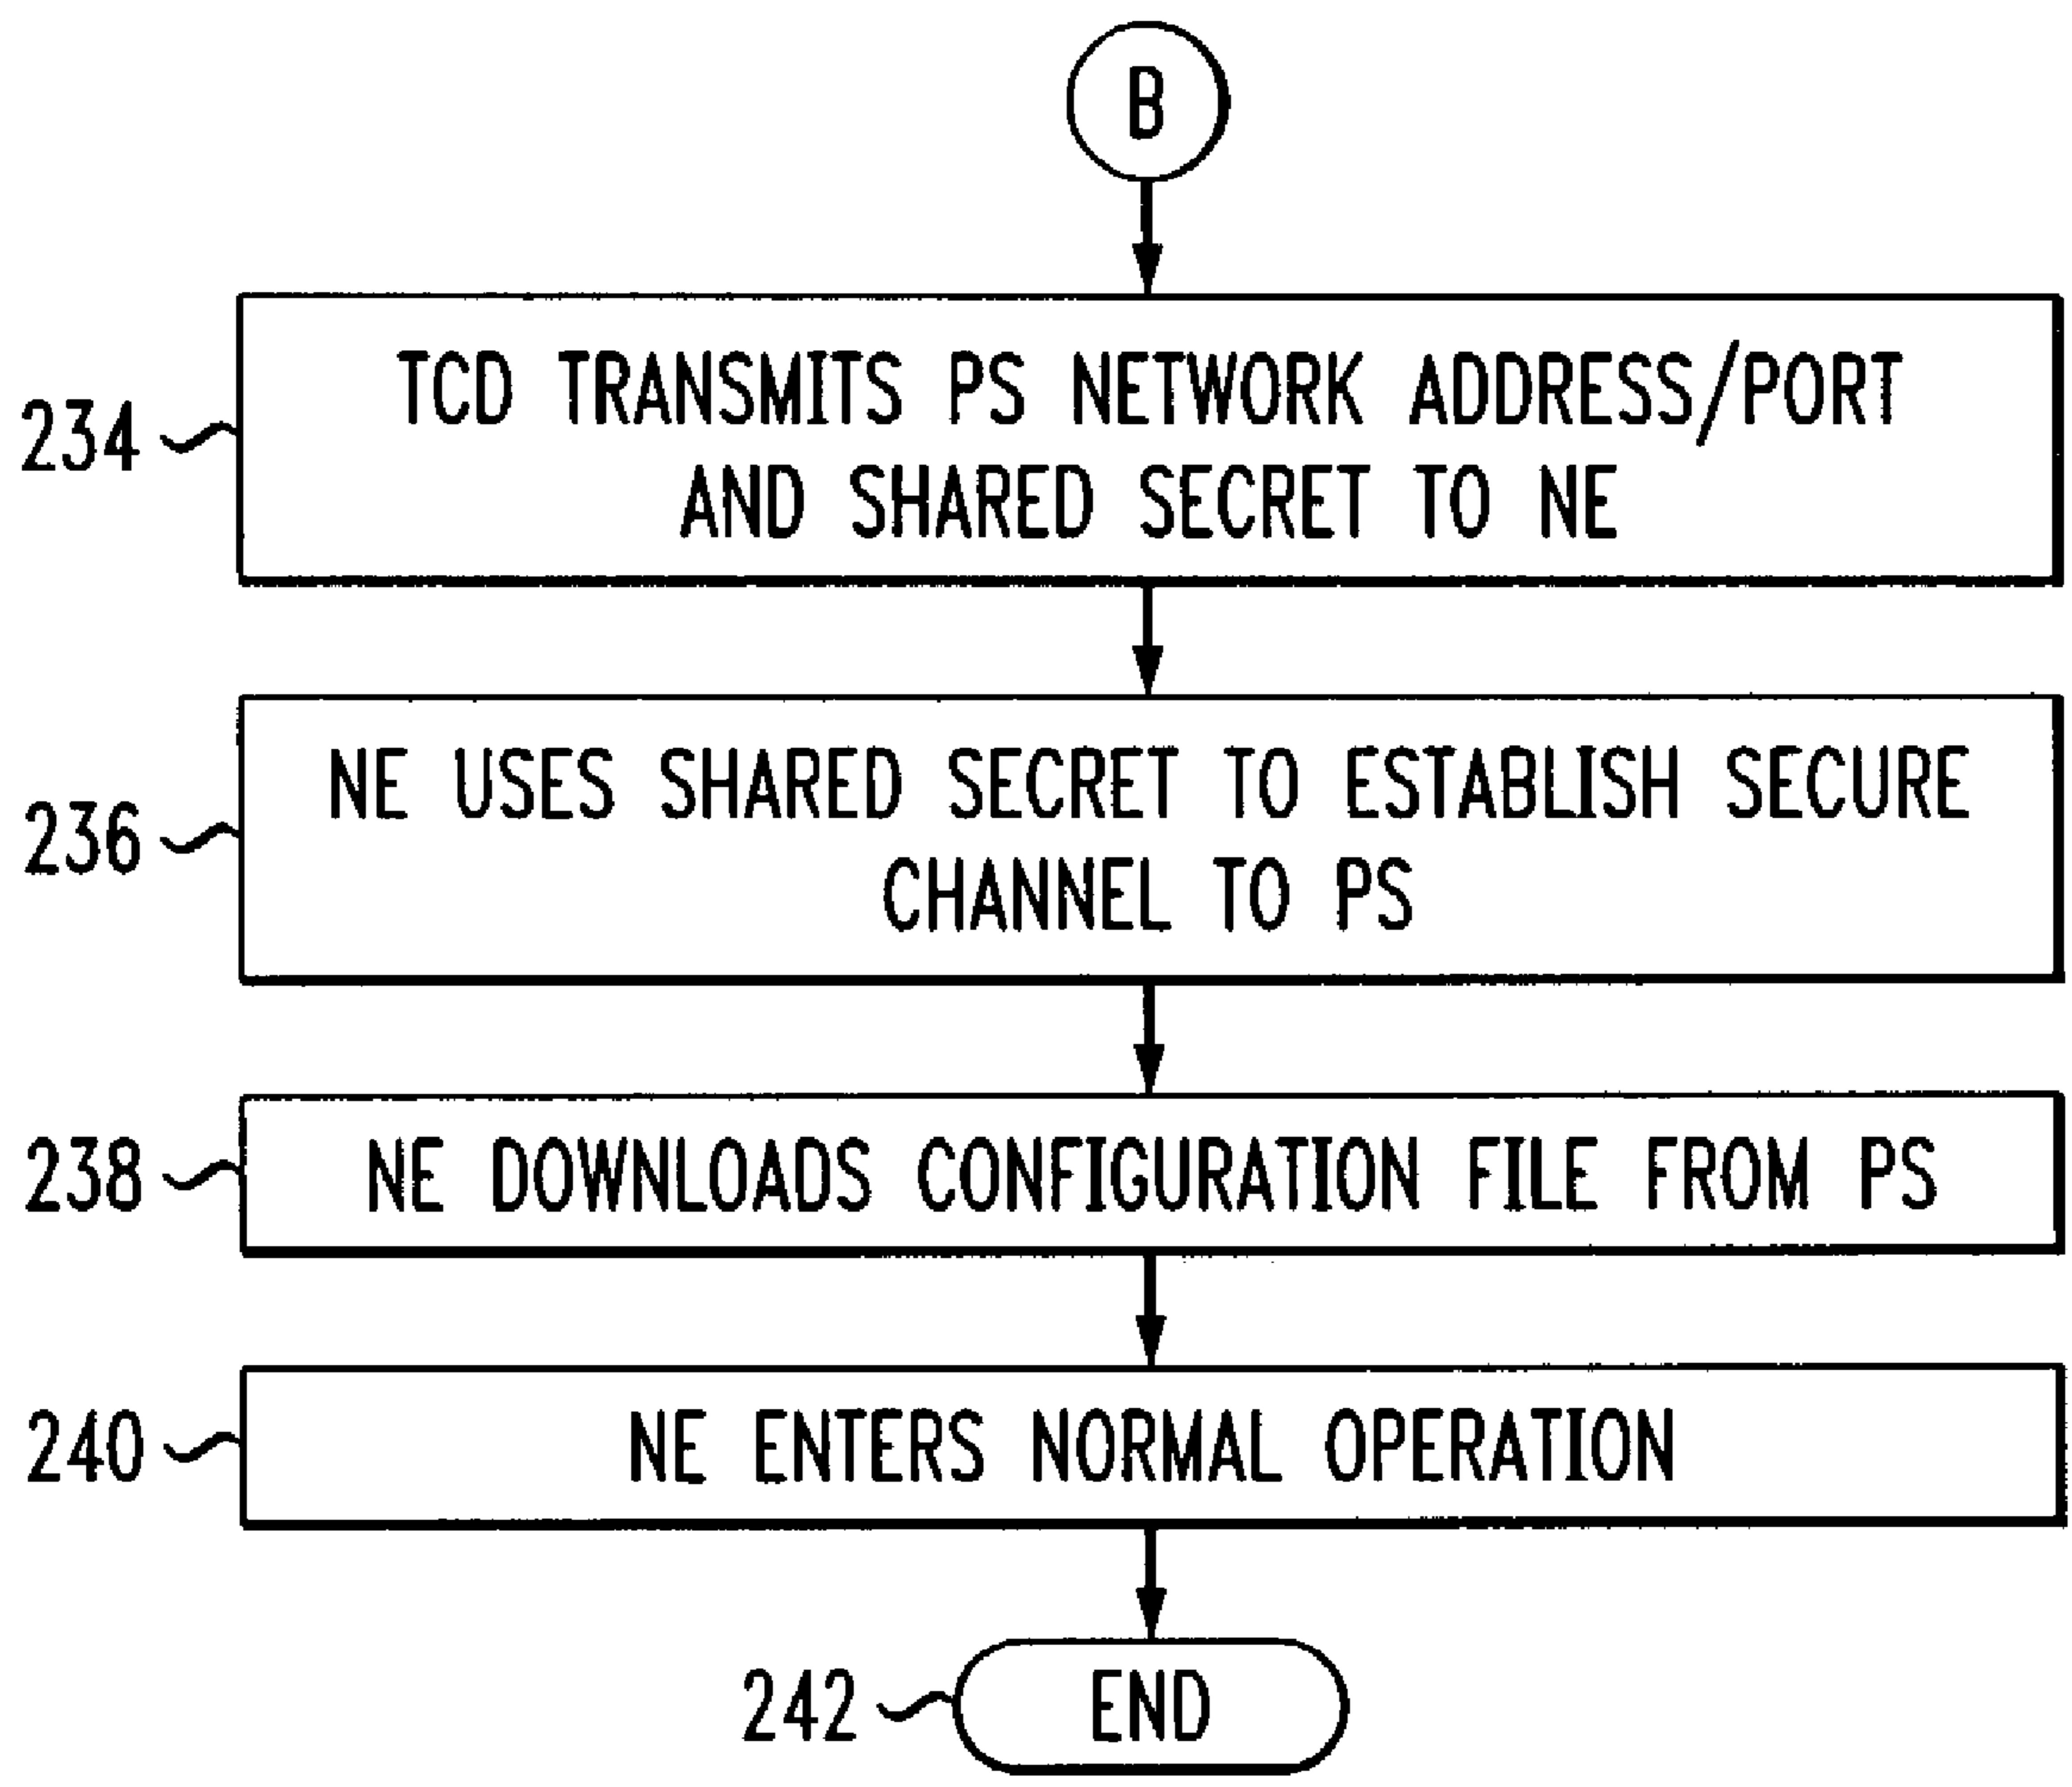 B
234
TCD TRANSMITS PS NETWORK ADDRESS/PORT
AND SHARED SECRET TO NE
236
NE USES SHARED SECRET TO ESTABLISH SECURE
CHANNEL TO PS
238
NE DOWNLOADS CONFIGURATION FILE FROM PS
240
NE ENTERS NORMAL OPERATION
242
END